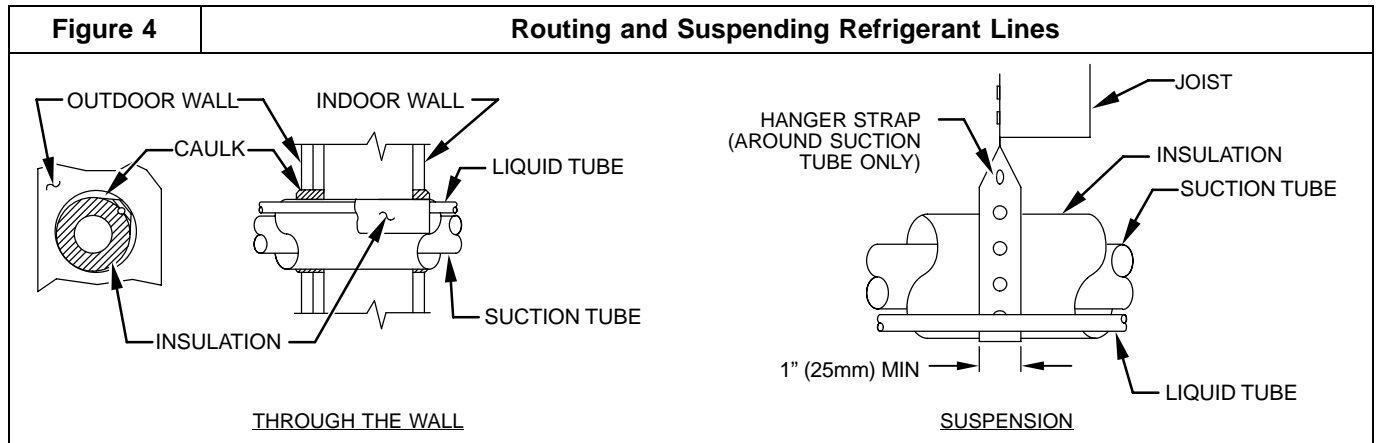 Figure 4
Routing and Suspending Refrigerant Lines
OUTDOOR WALL
INDOOR WALL
CAULK
LIQUID TUBE
SUCTION TUBE
INSULATION
THROUGH THE WALL
JOIST
HANGER STRAP
(AROUND SUCTION
TUBE ONLY)
INSULATION
SUCTION TUBE
1” (25mm) MIN
LIQUID TUBE
SUSPENSION